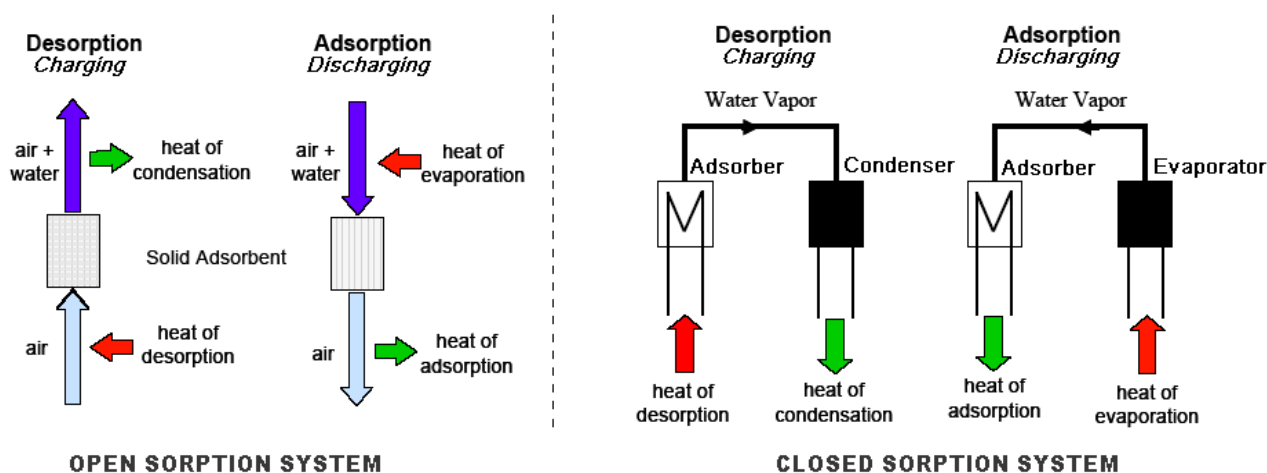 Desorption
Charging
air +
water
heat of
condensation
air
heat of
desorption
Adsorption
Discharging
air +
water
heat of
evaporation
Solid Adsorbent
air
heat of
adsorption
OPEN SORPTION SYSTEM
Desorption
Charging
Water Vapor
Adsorber
Condenser
heat of
desorption
heat of
condensation
Adsorption
Discharging
Water Vapor
Adsorber
Evaporator
heat of
adsorption
heat of
evaporation
CLOSED SORPTION SYSTEM